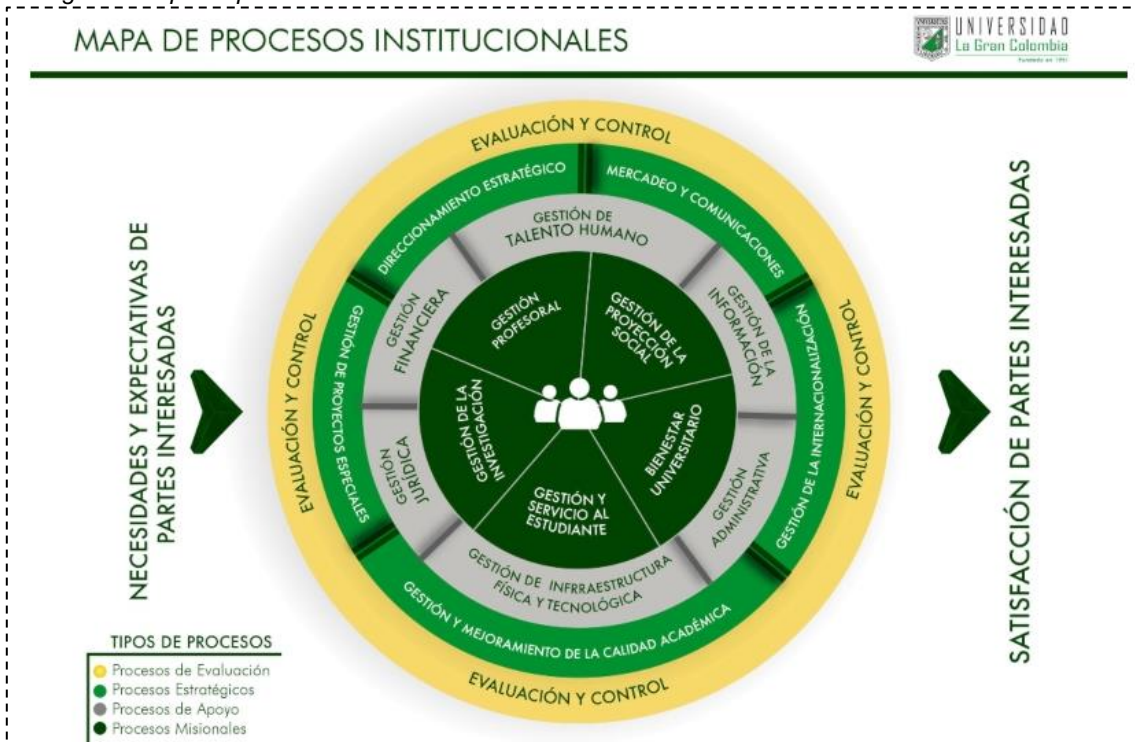 MAPA DE PROCESOS INSTITUCIONALES
UNIVERSIDAD
La Gran Colombia
NECESIDADES Y EXPECTATIVAS DE
PARTES INTERESADAS
EVALUACIÓN Y CONTROL
EVALUACIÓN Y CONTROL
EVALUACIÓN Y CONTROL
EVALUACIÓN Y CONTROL
DIRECCIONAMIENTO ESTRATÉGICO
MERCADEO Y COMUNICACIONES
GESTIÓN DE LA INTERNACIONALIZACIÓN
GESTIÓN Y MEJORAMIENTO DE LA CALIDAD ACADÉMICA
GESTIÓN DE PROYECTOS ESPECIALES
GESTIÓN DE
TALENTO HUMANO
GESTIÓN DE LA
INFORMACIÓN
GESTIÓN
ADMINISTRATIVA
GESTIÓN DE INFRRAESTRUCTURA
FÍSICA Y TECNOLÓGICA
GESTIÓN
JURÍDICA
GESTIÓN
FINANCIERA
GESTIÓN
PROFESORAL
GESTIÓN DE LA
PROYECCIÓN
SOCIAL
BIENESTAR
UNIVERSITARIO
GESTIÓN Y
SERVICIO AL
ESTUDIANTE
GESTIÓN DE LA
INVESTIGACIÓN
SATISFACCIÓN DE PARTES INTERESADAS
TIPOS DE PROCESOS
Procesos de Evaluación
Procesos Estratégicos
Procesos de Apoyo
Procesos Misionales